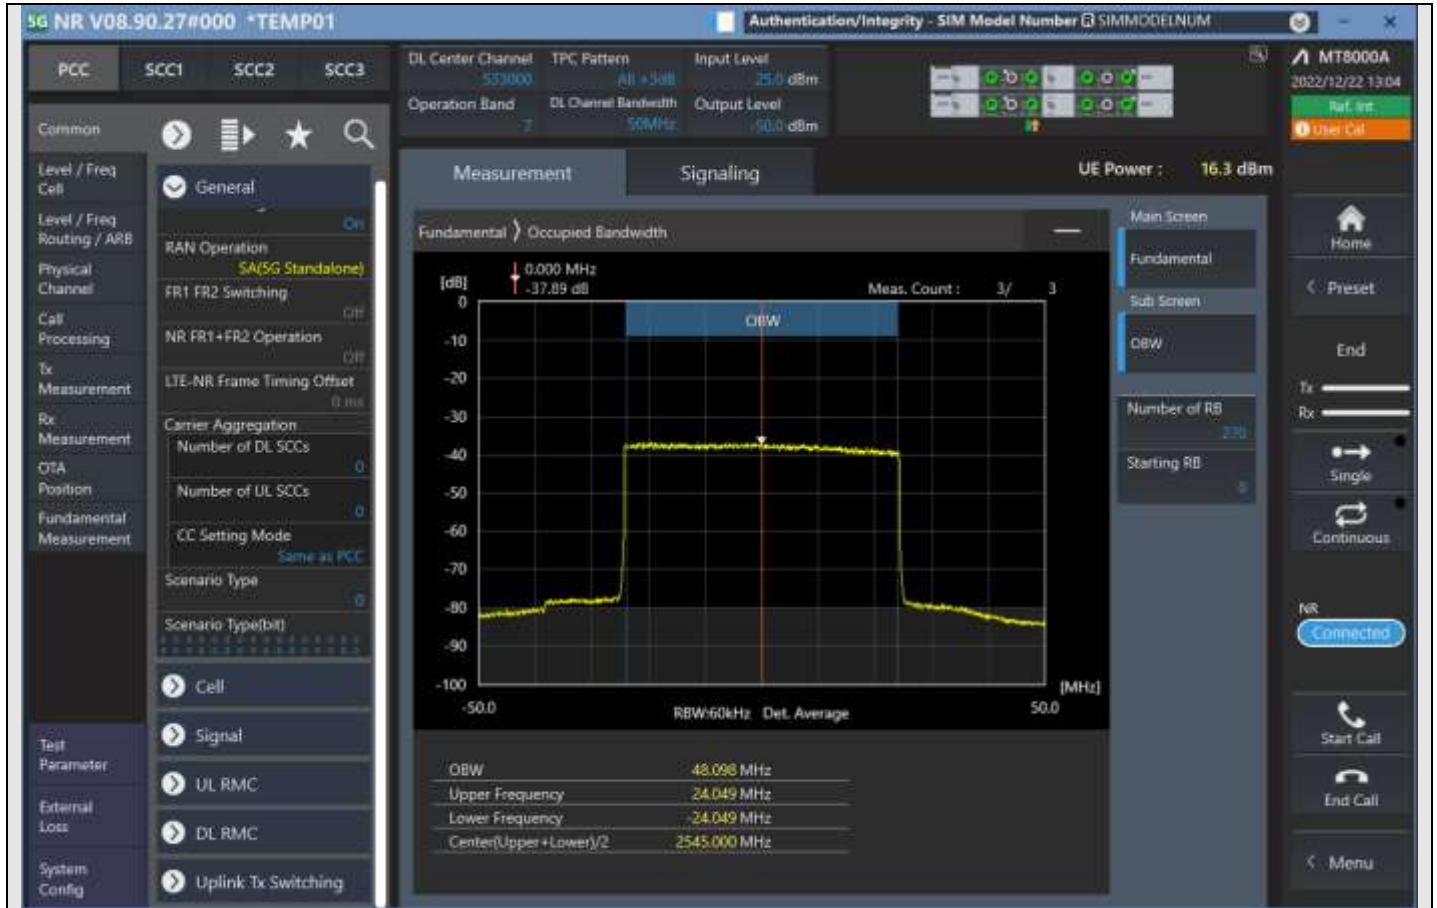 5G NR V08.90.27#000 *TEMP01
Authentication/Integrity - SIM Model Number R SIMMODELNUM
PCC SCC1 SCC2 SCC3
DL Center Channel TPC Pattern Input Level
533000 All +3dB 25.0 dBm
Operation Band DL Channel Bandwidth Output Level
7 50MHz -50.0 dBm
MT8000A
2022/12/22 13:04
Ref. Int.
User Cal
Common
Level / Freq
Cell
Level / Freq
Routing / ARB
Physical
Channel
Call
Processing
Tx
Measurement
Rx
Measurement
OTA
Position
Fundamental
Measurement
Test
Parameter
External
Loss
System
Config
General
On
RAN Operation
SA(5G Standalone)
FR1 FR2 Switching
Off
NR FR1+FR2 Operation
Off
LTE-NR Frame Timing Offset
0 ms
Carrier Aggregation
Number of DL SCCs
0
Number of UL SCCs
0
CC Setting Mode
Same as PCC
Scenario Type
0
Scenario Type(bit)
Cell
Signal
UL RMC
DL RMC
Uplink Tx Switching
Measurement Signaling
UE Power : 16.3 dBm
Fundamental Occupied Bandwidth
0.000 MHz
-37.89 dB
[dB]
Meas. Count : 3/ 3
OBW
0
-10
-20
-30
-40
-50
-60
-70
-80
-90
-100
[MHz]
-50.0 RBW:60kHz Det. Average 50.0
OBW 48.098 MHz
Upper Frequency 24.049 MHz
Lower Frequency -24.049 MHz
Center(Upper+Lower)/2 2545.000 MHz
Main Screen
Fundamental
Sub Screen
OBW
Number of RB
270
Starting RB
0
Home
Preset
End
Tx
Rx
Single
Continuous
NR
Connected
Start Call
End Call
Menu